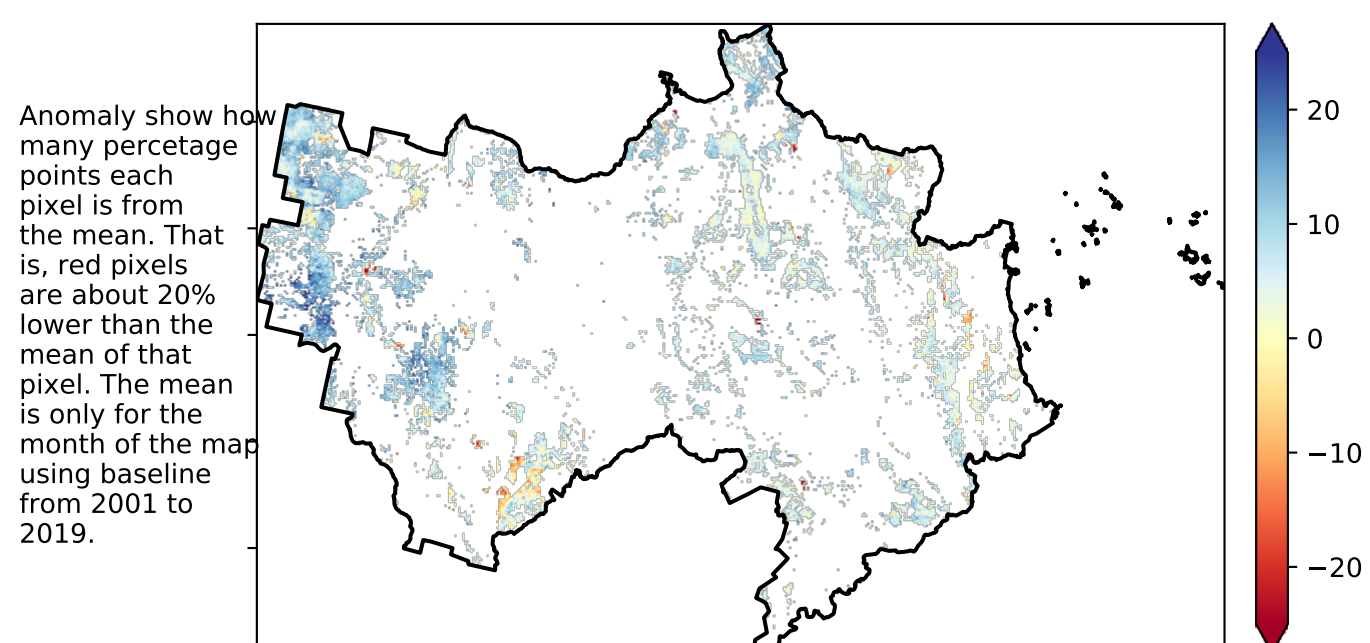 Anomaly show how
many percetage
points each
pixel is from
the mean. That
is, red pixels
are about 20%
lower than the
mean of that
pixel. The mean
is only for the
month of the map
using baseline
from 2001 to
2019.
20
10
0
−10
−20